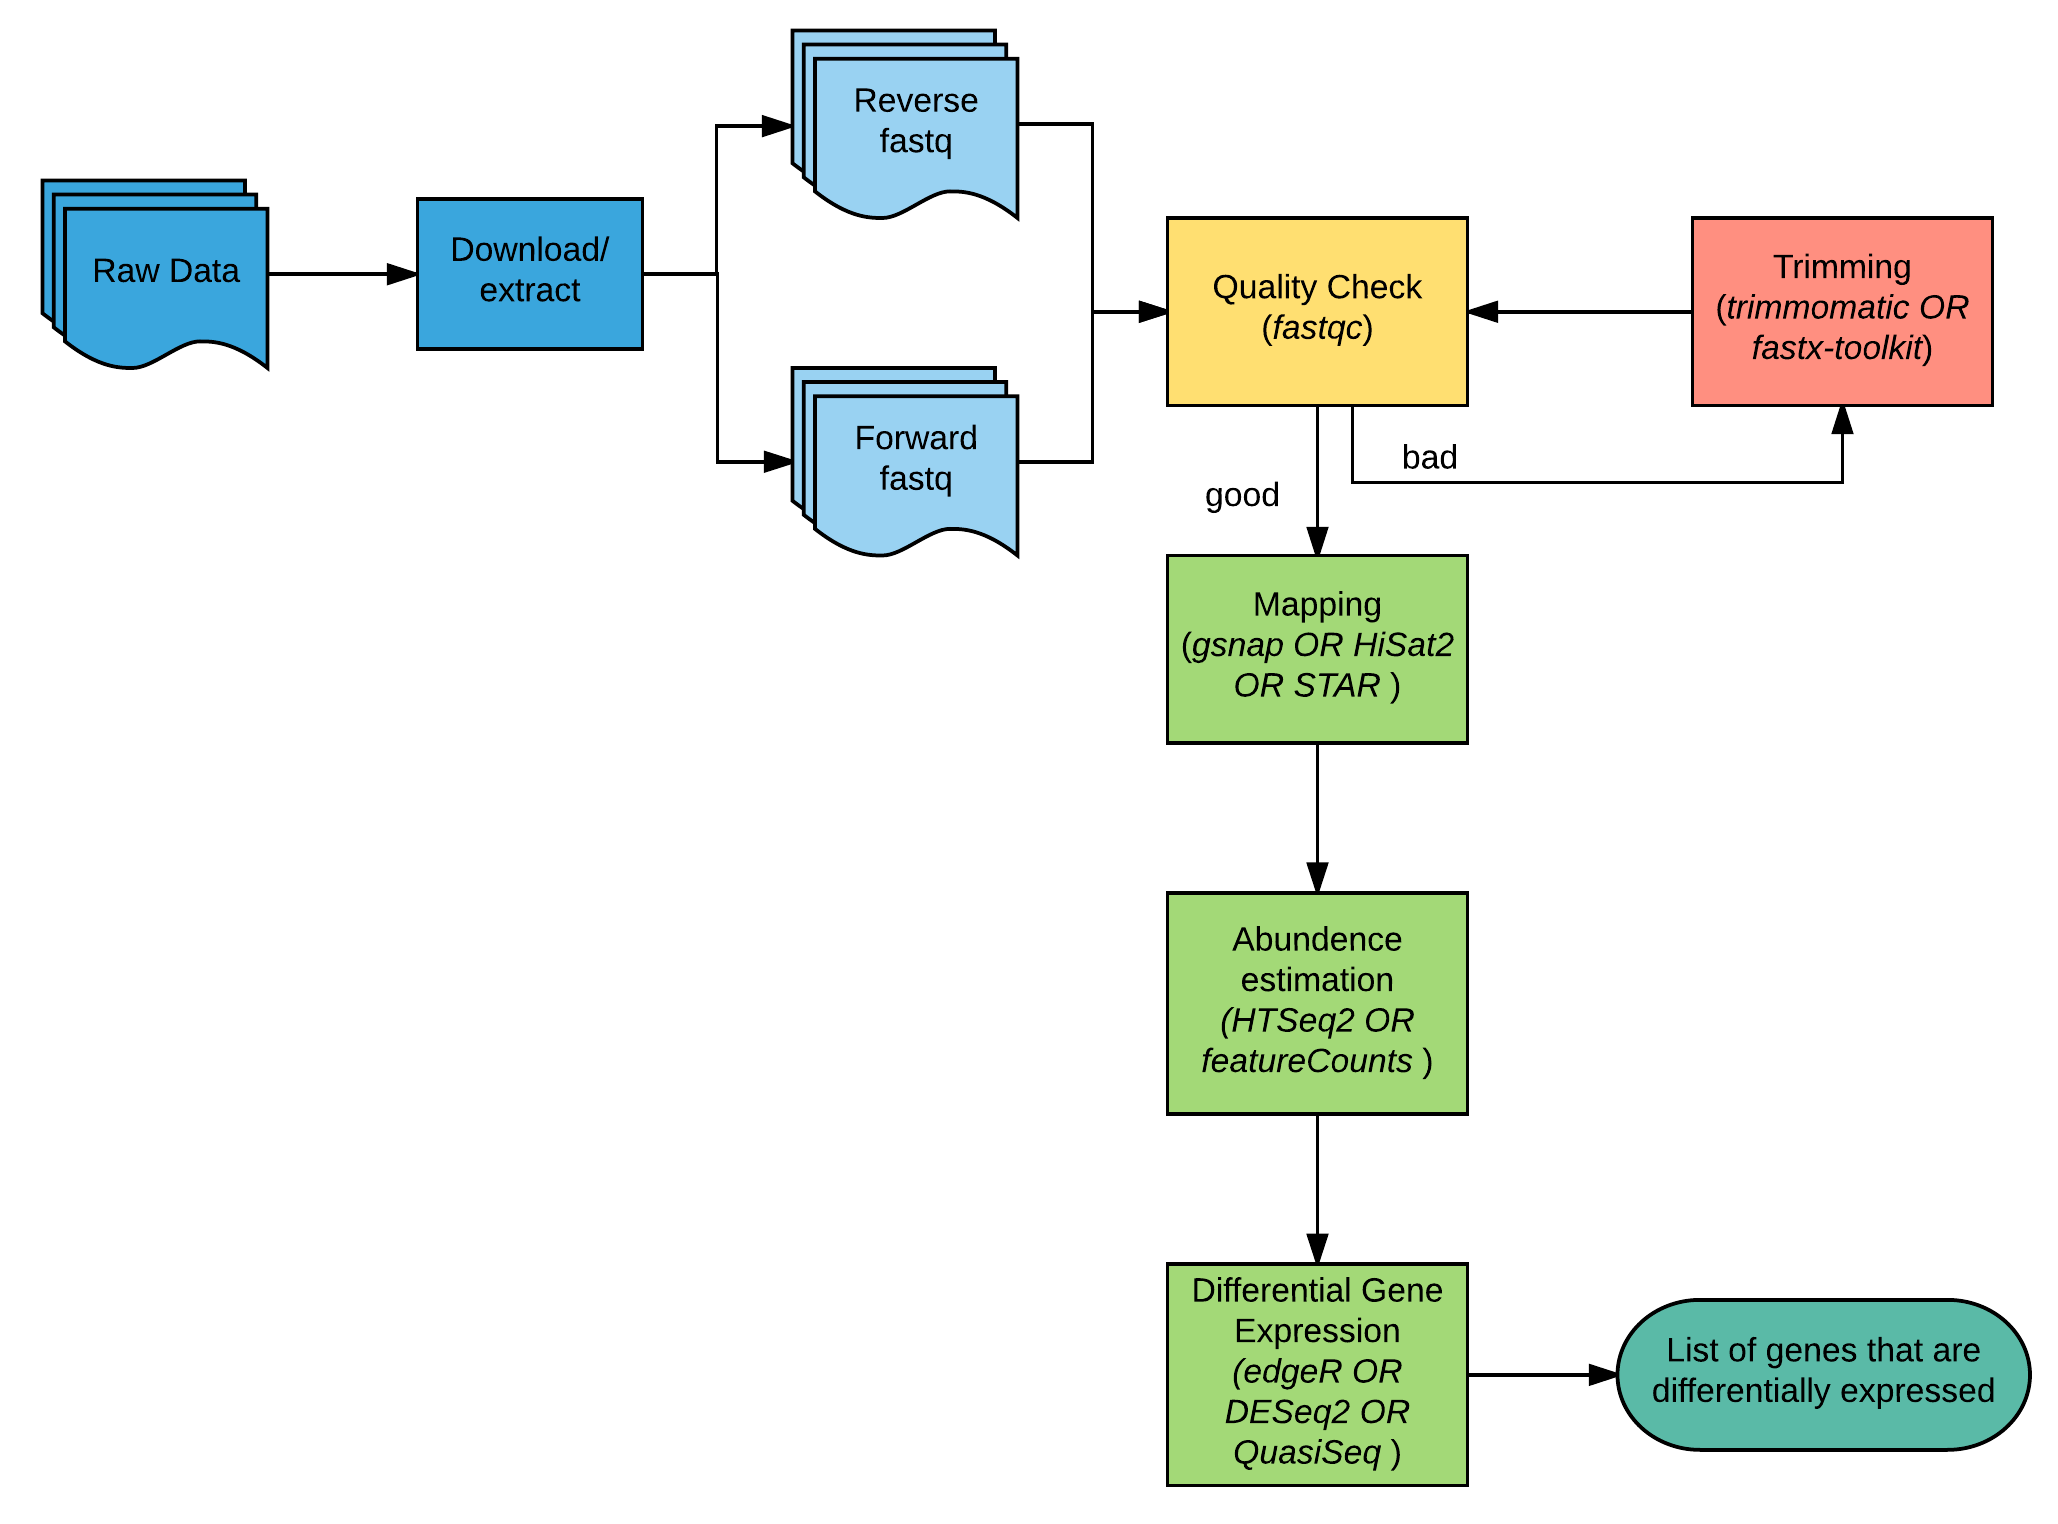 Raw Data
Download/
extract
Reverse
fastq
Forward
fastq
Quality Check
(fastqc)
Trimming
(trimmomatic OR
fastx-toolkit)
bad
good
Mapping
(gsnap OR HiSat2
OR STAR )
Abundence
estimation
(HTSeq2 OR
featureCounts )
Differential Gene
Expression
(edgeR OR
DESeq2 OR
QuasiSeq )
List of genes that are
differentially expressed